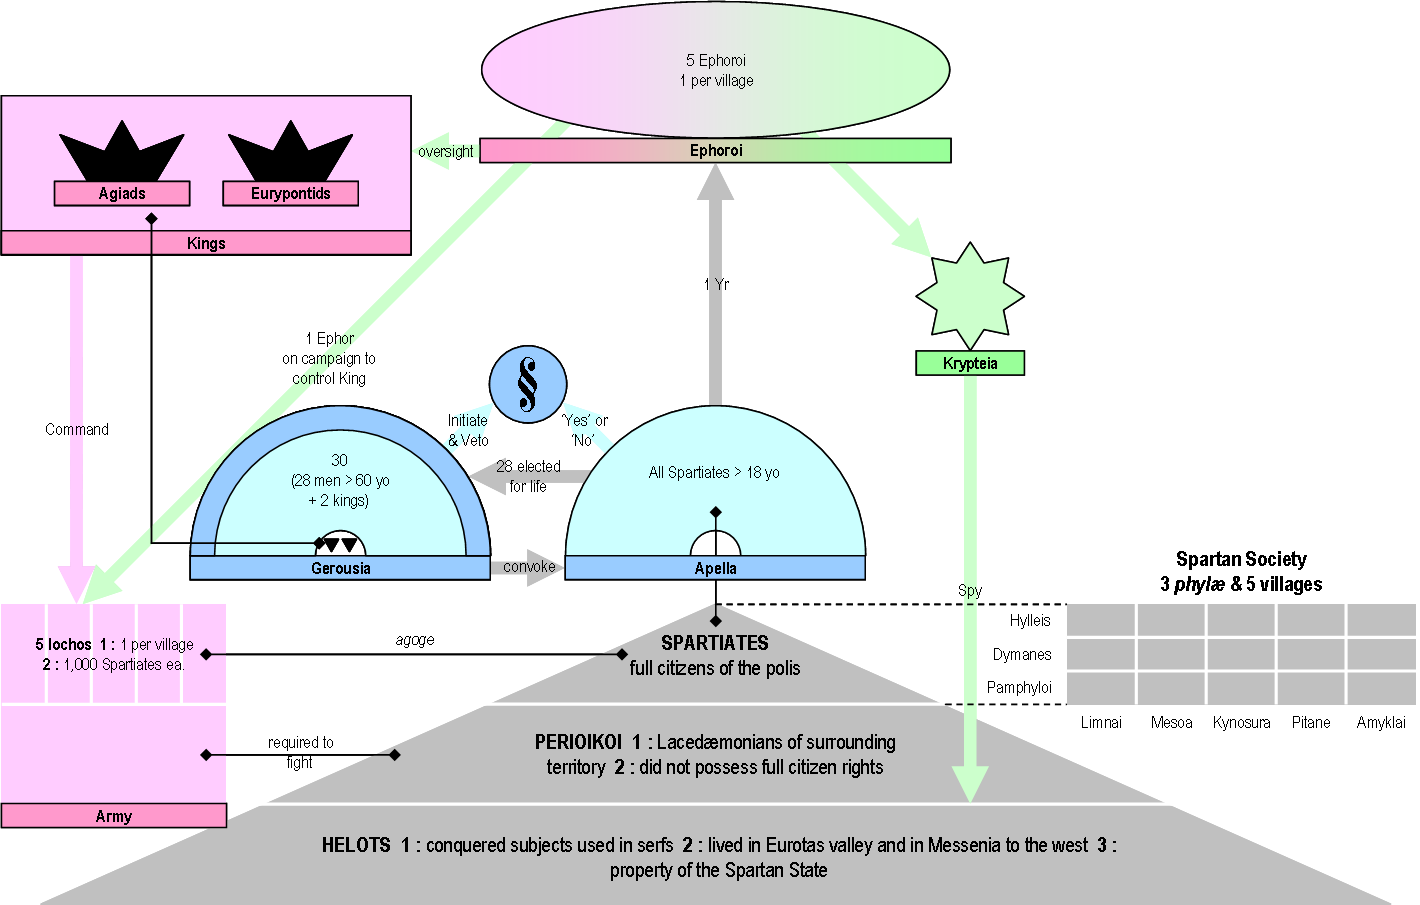 5 Ephoroi
1 per village
Ephoroi
oversight
Agiads
Eurypontids
Kings
1 Yr
1 Ephor
on campaign to
control King
Krypteia
Command
§
Initiate
& Veto
'Yes' or
'No'
28 elected
for life
30
(28 men > 60 yo
+ 2 kings)
All Spartiates > 18 yo
Gerousia
convoke
Apella
Spy
Spartan Society
3 phylæ & 5 villages
Hylleis
Dymanes
Pamphyloi
Limnai
Mesoa
Kynosura
Pitane
Amyklai
5 lochos 1 : 1 per village
2 : 1,000 Spartiates ea.
agoge
SPARTIATES
full citizens of the polis
required to
fight
PERIOIKOI 1 : Lacedæmonians of surrounding
territory 2 : did not possess full citizen rights
Army
HELOTS 1 : conquered subjects used in serfs 2 : lived in Eurotas valley and in Messenia to the west 3 :
property of the Spartan State